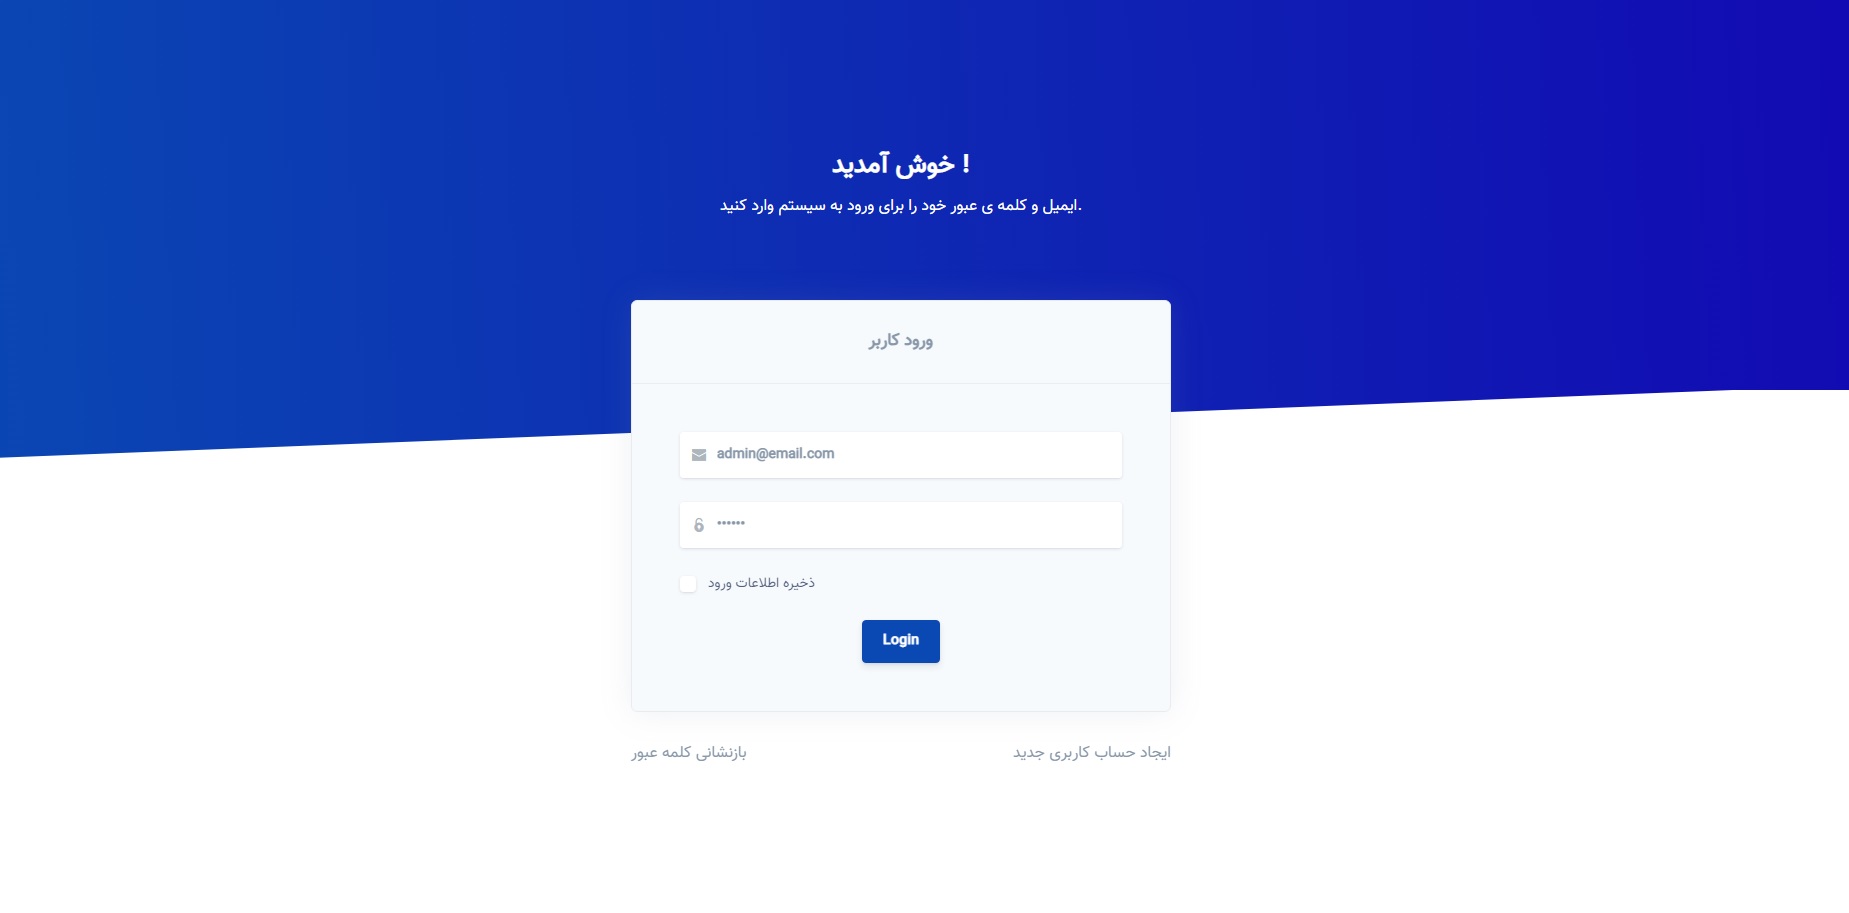 خوش آمدید !
ایمیل و کلمه ی عبور خود را برای ورود به سیستم وارد کنید.
ورود کاربر
admin@email.com
••••••
ذخیره اطلاعات ورود
Login
ایجاد حساب کاربری جدید
بازنشانی کلمه عبور